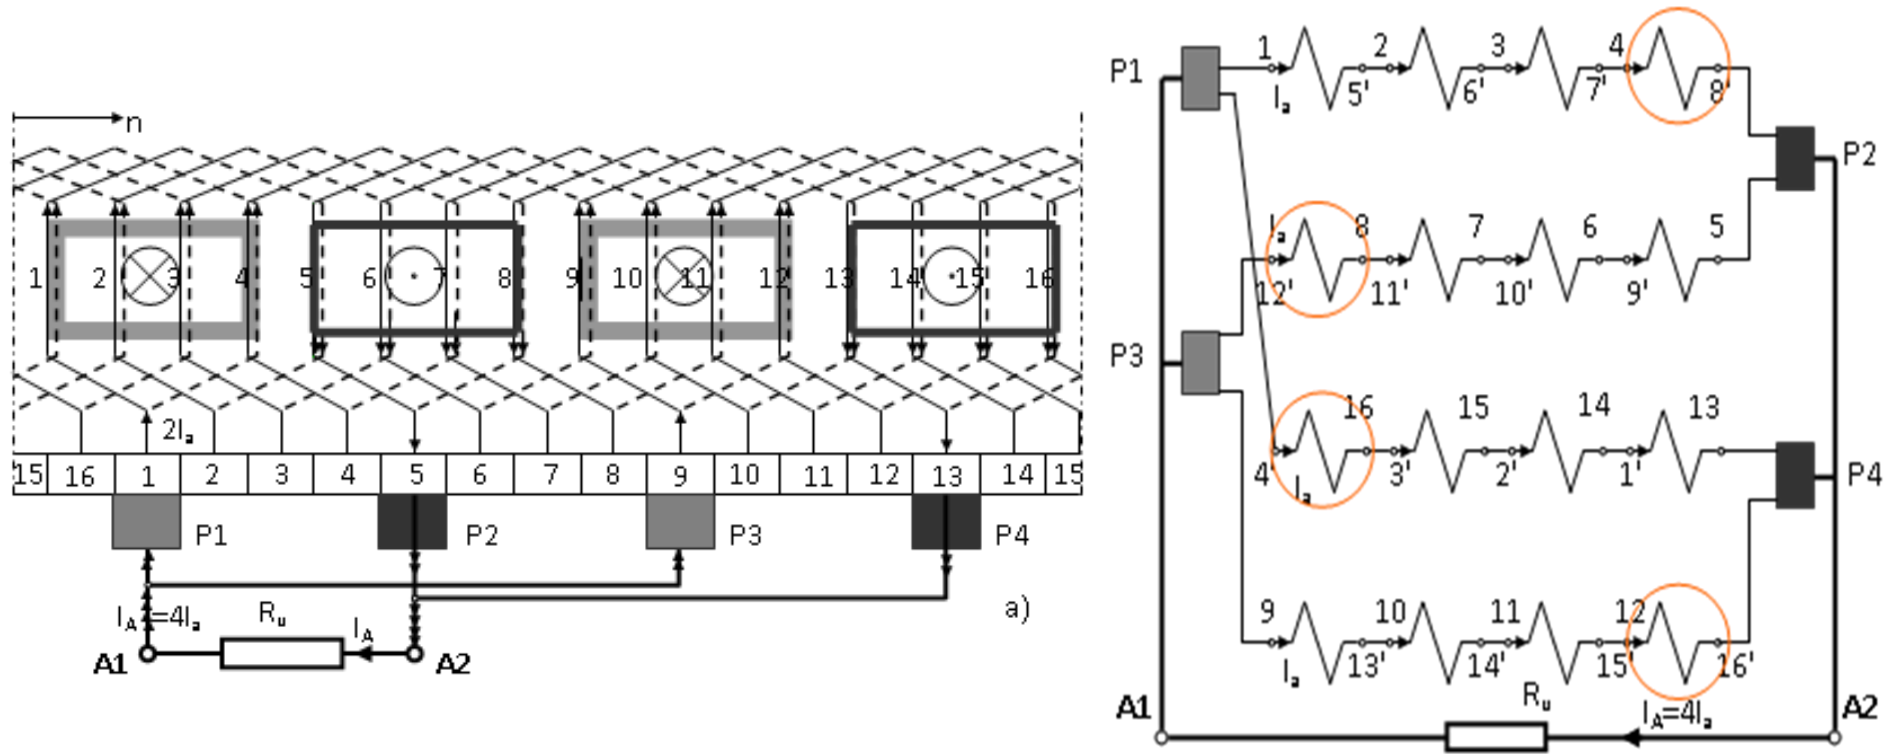 n
1 2 3 4 5 6 7 8 9 10 11 12 13 14 15 16
2Iₐ
15 16 1 2 3 4 5 6 7 8 9 10 11 12 13 14 15
P1 P2 P3 P4
a)
I_A=4Iₐ Rᵤ I_A
A1 A2
P1 1 2 3 4
Iₐ 5' 6' 7' 8'
P2
Iₐ 8 7 6 5
12' 11' 10' 9'
P3
16 15 14 13
4' Iₐ 3' 2' 1'
P4
9 10 11 12
Iₐ 13' 14' 15' 16'
A1 Rᵤ I_A=4Iₐ A2